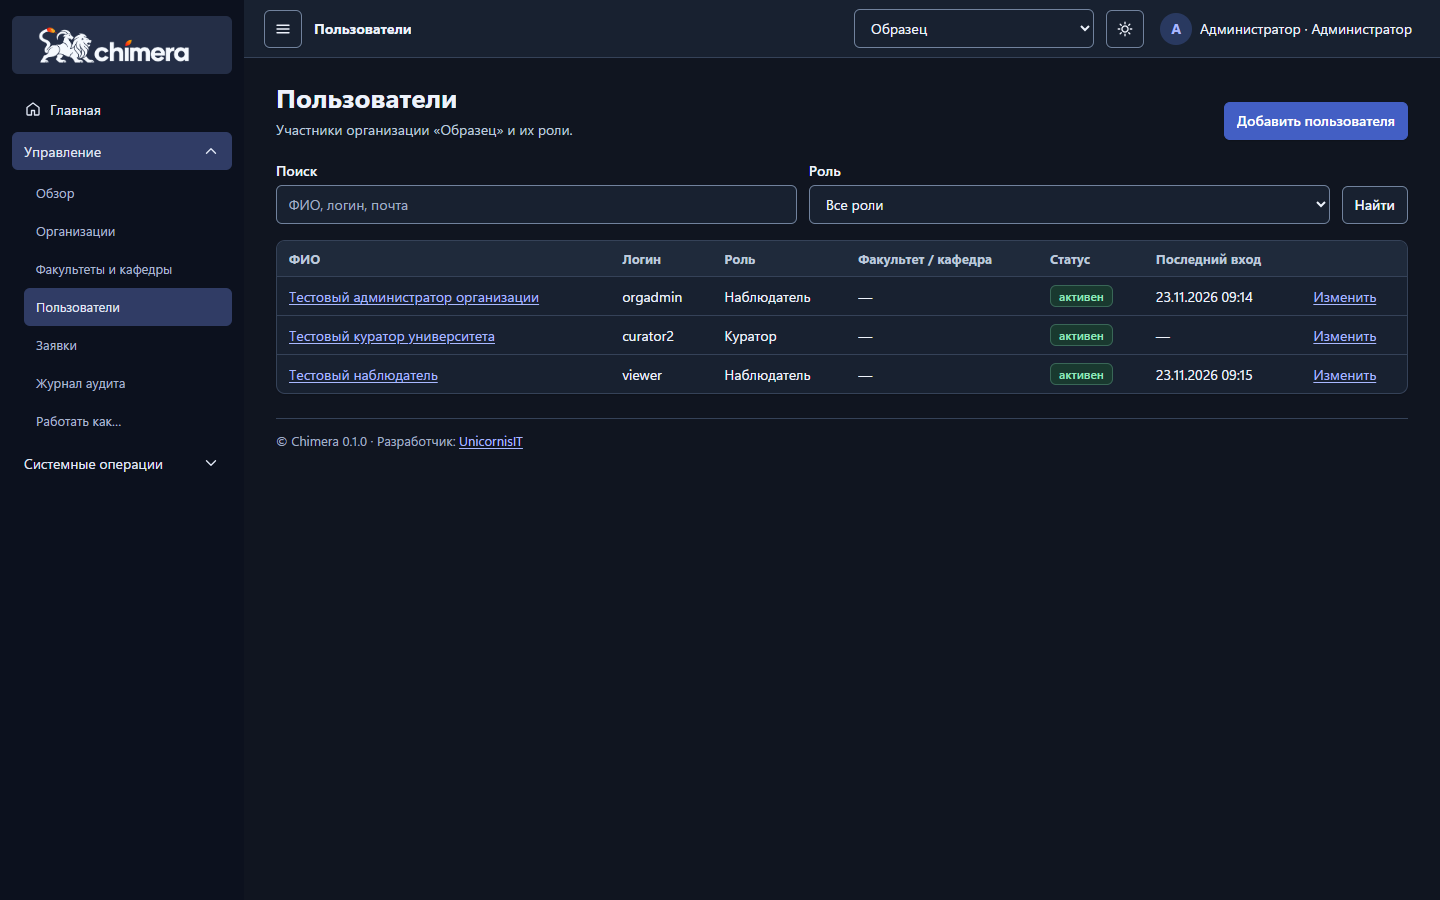 chimera
Пользователи
Образец
А
Администратор · Администратор
Главная
Управление
Обзор
Организации
Факультеты и кафедры
Пользователи
Заявки
Журнал аудита
Работать как...
Системные операции
Пользователи
Участники организации «Образец» и их роли.
Добавить пользователя
Поиск
Роль
ФИО, логин, почта
Все роли
Найти
ФИО Логин Роль Факультет / кафедра Статус Последний вход
Тестовый администратор организации orgadmin Наблюдатель — активен 23.11.2026 09:14 Изменить
Тестовый куратор университета curator2 Куратор — активен — Изменить
Тестовый наблюдатель viewer Наблюдатель — активен 23.11.2026 09:15 Изменить
© Chimera 0.1.0 · Разработчик: UnicornisIT